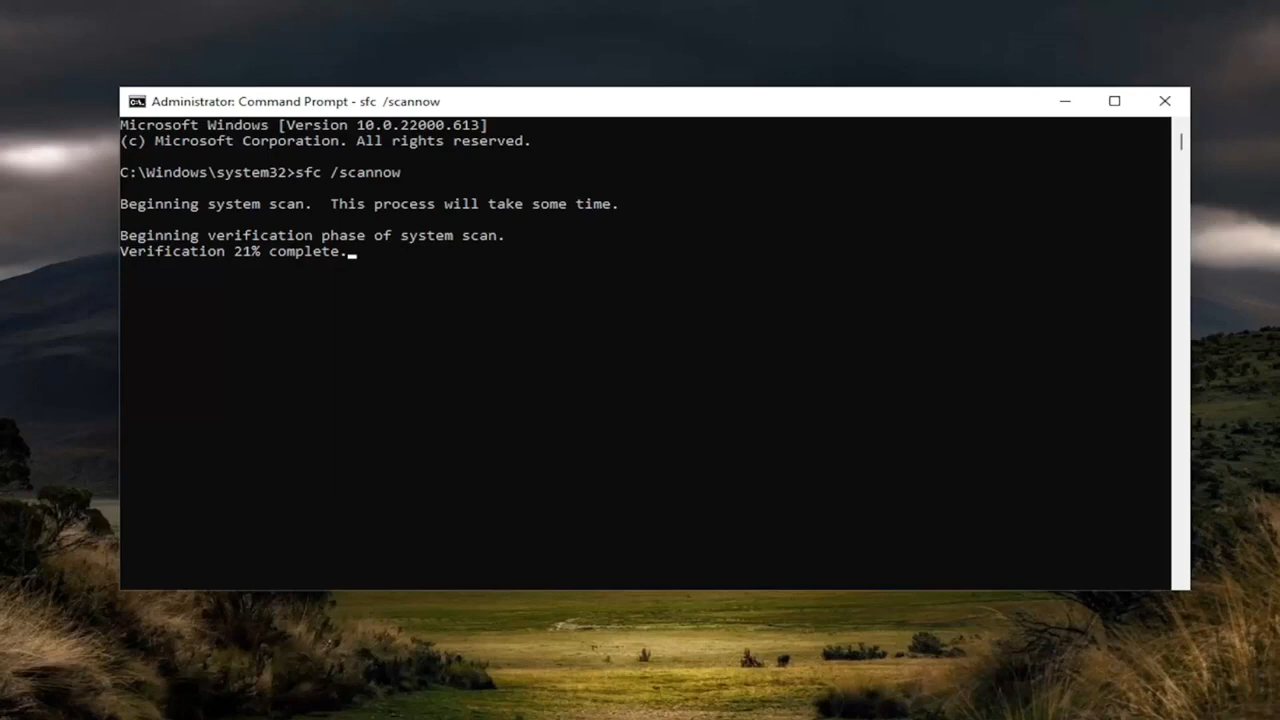 Administrator: Command Prompt - sfc  /scannow
Microsoft Windows [Version 10.0.22000.613]
(c) Microsoft Corporation. All rights reserved.
C:\Windows\system32>sfc /scannow
Beginning system scan.  This process will take some time.
Beginning verification phase of system scan.
Verification 21% complete.